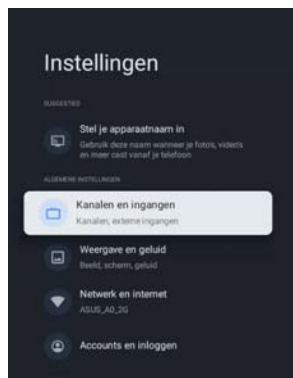 Instellingen
SUGGESTIES
Stel je apparaatnaam in
Gebruik deze naam wanneer je foto's, video's
en meer cast vanaf je telefoon
ALGEMENE INSTELLINGEN
Kanalen en ingangen
Kanalen, externe ingangen
Weergave en geluid
Beeld, scherm, geluid
Netwerk en internet
ASUS_A0_2G
Accounts en inloggen